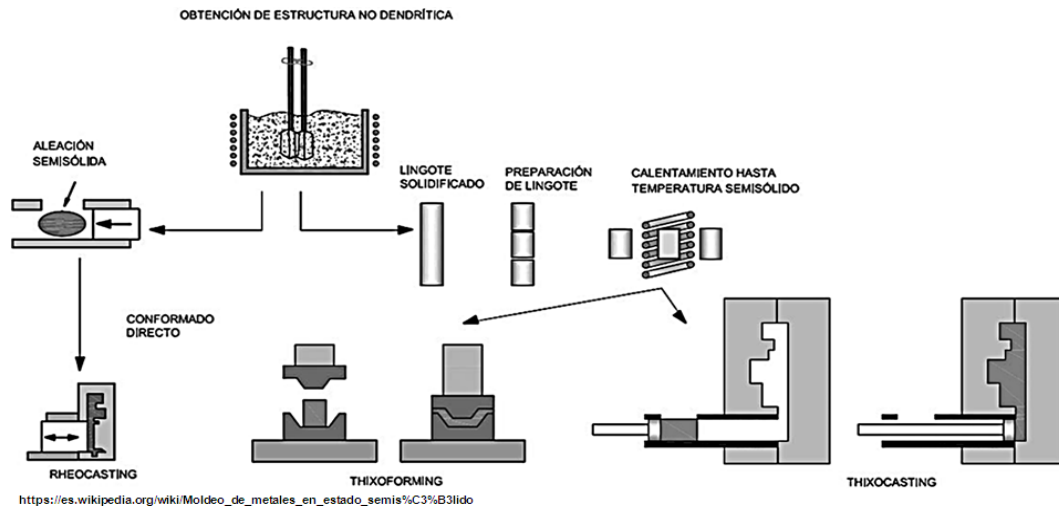 OBTENCIÓN DE ESTRUCTURA NO DENDRÍTICA
ALEACIÓN
SEMISÓLIDA
LINGOTE
SOLIDIFICADO
PREPARACIÓN
DE LINGOTE
CALENTAMIENTO HASTA
TEMPERATURA SEMISÓLIDO
CONFORMADO
DIRECTO
RHEOCASTING
THIXOFORMING
THIXOCASTING
https://es.wikipedia.org/wiki/Moldeo_de_metales_en_estado_semis%C3%B3lido